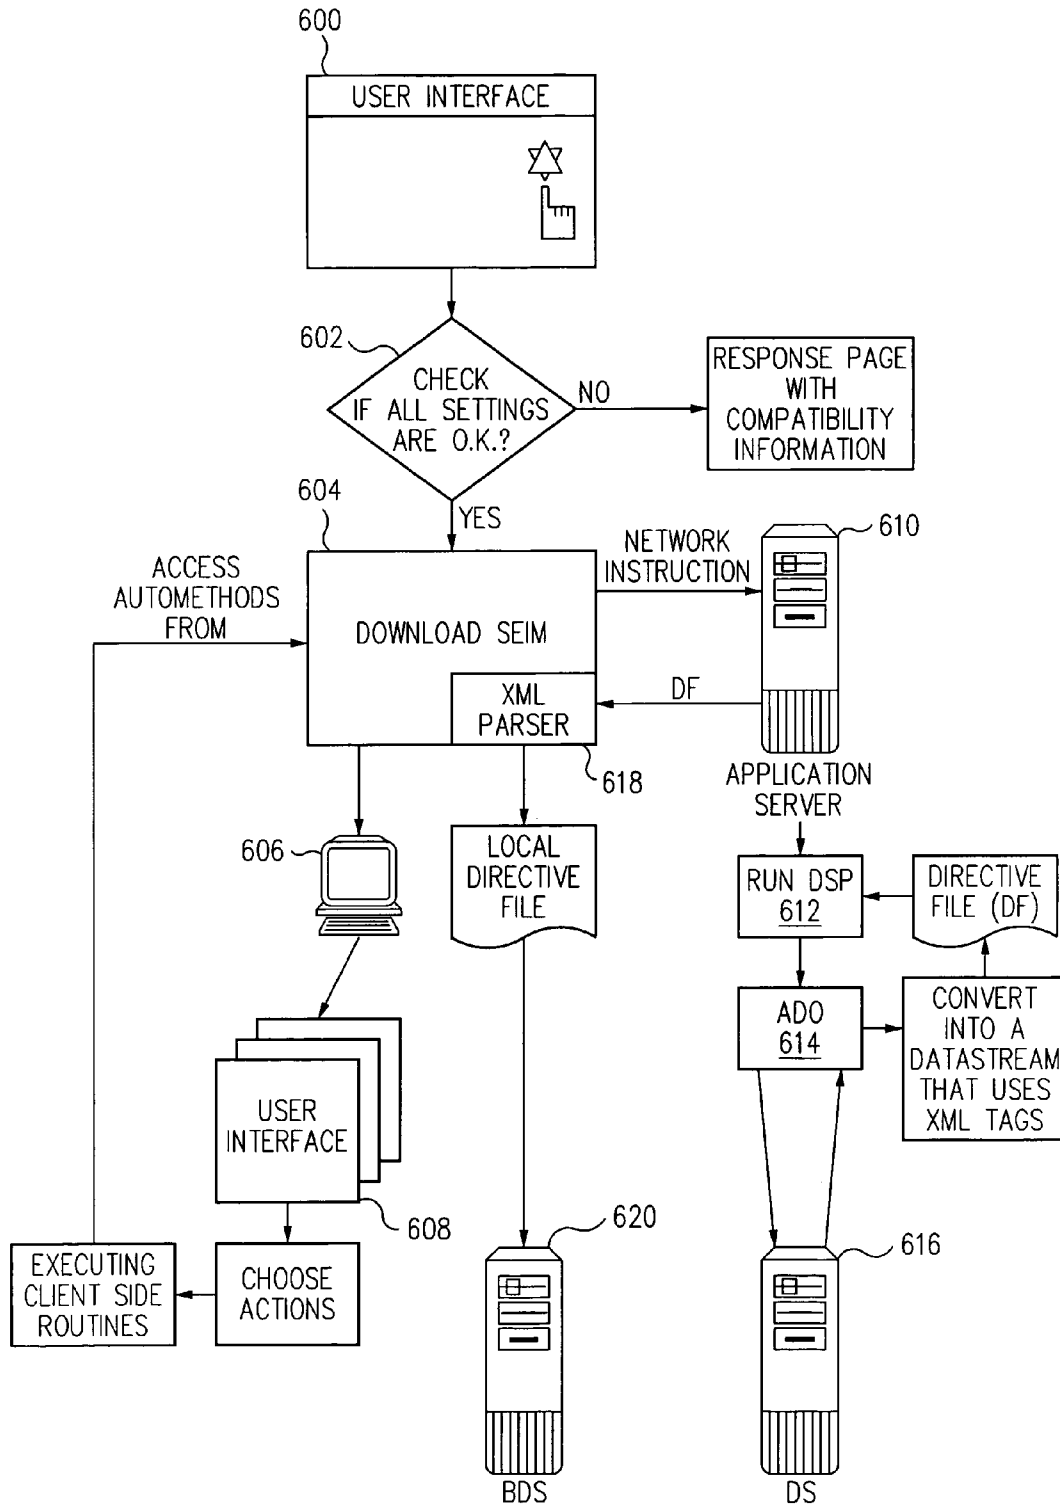 600
USER INTERFACE
602
CHECK
IF ALL SETTINGS
ARE O.K.?
NO
RESPONSE PAGE
WITH
COMPATIBILITY
INFORMATION
YES
604
ACCESS
AUTOMETHODS
FROM
DOWNLOAD SEIM
NETWORK
INSTRUCTION
610
XML
PARSER
DF
618
APPLICATION
SERVER
606
LOCAL
DIRECTIVE
FILE
RUN DSP
612
DIRECTIVE
FILE (DF)
ADO
614
CONVERT
INTO A
DATASTREAM
THAT USES
XML TAGS
USER
INTERFACE
608
620
616
EXECUTING
CLIENT SIDE
ROUTINES
CHOOSE
ACTIONS
BDS
DS